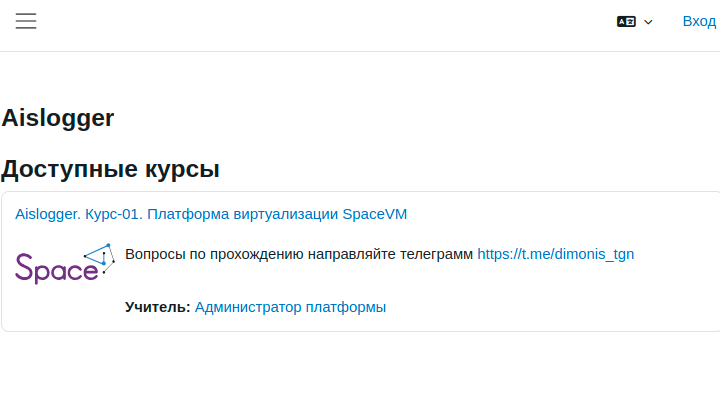 Вход
Aislogger
Доступные курсы
Aislogger. Курс-01. Платформа виртуализации SpaceVM
Space
Вопросы по прохождению направляйте телеграмм https://t.me/dimonis_tgn
Учитель: Администратор платформы